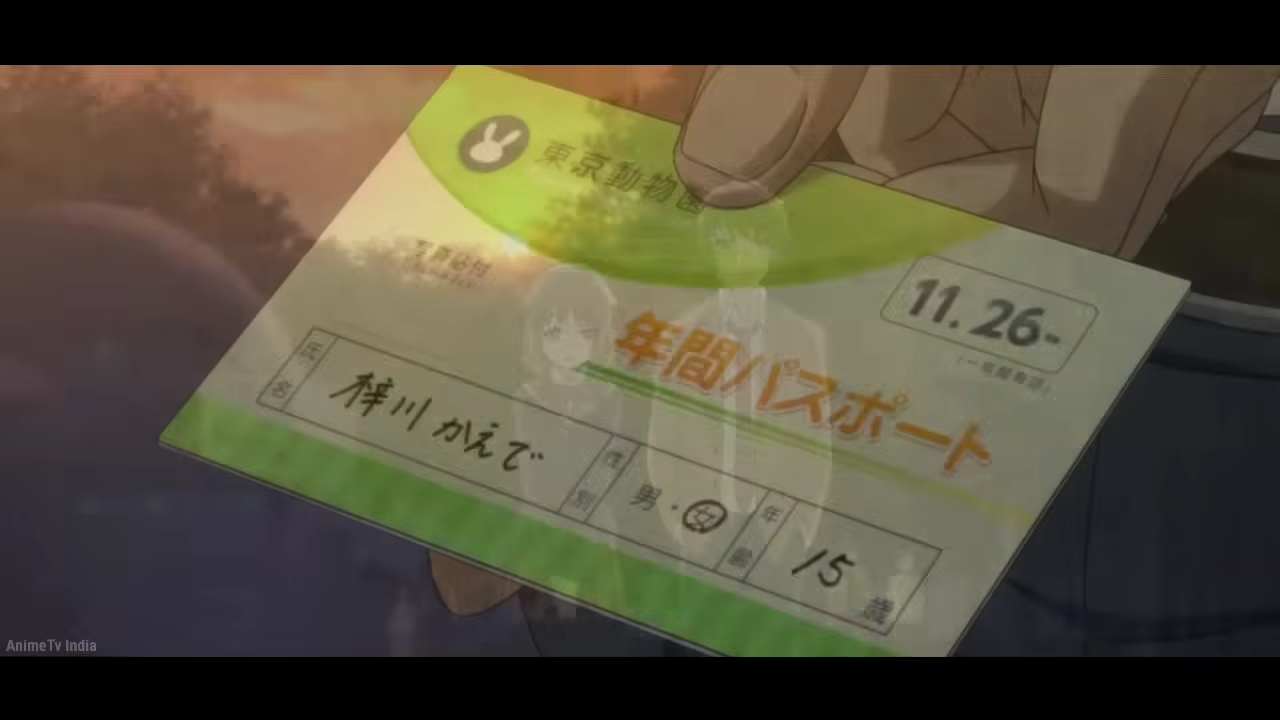 東京動物園
写真貼付
11.26-
年間パスポート
氏名
梓川 かえで
性別
男・女
年齢
15
歳
AnimeTv India